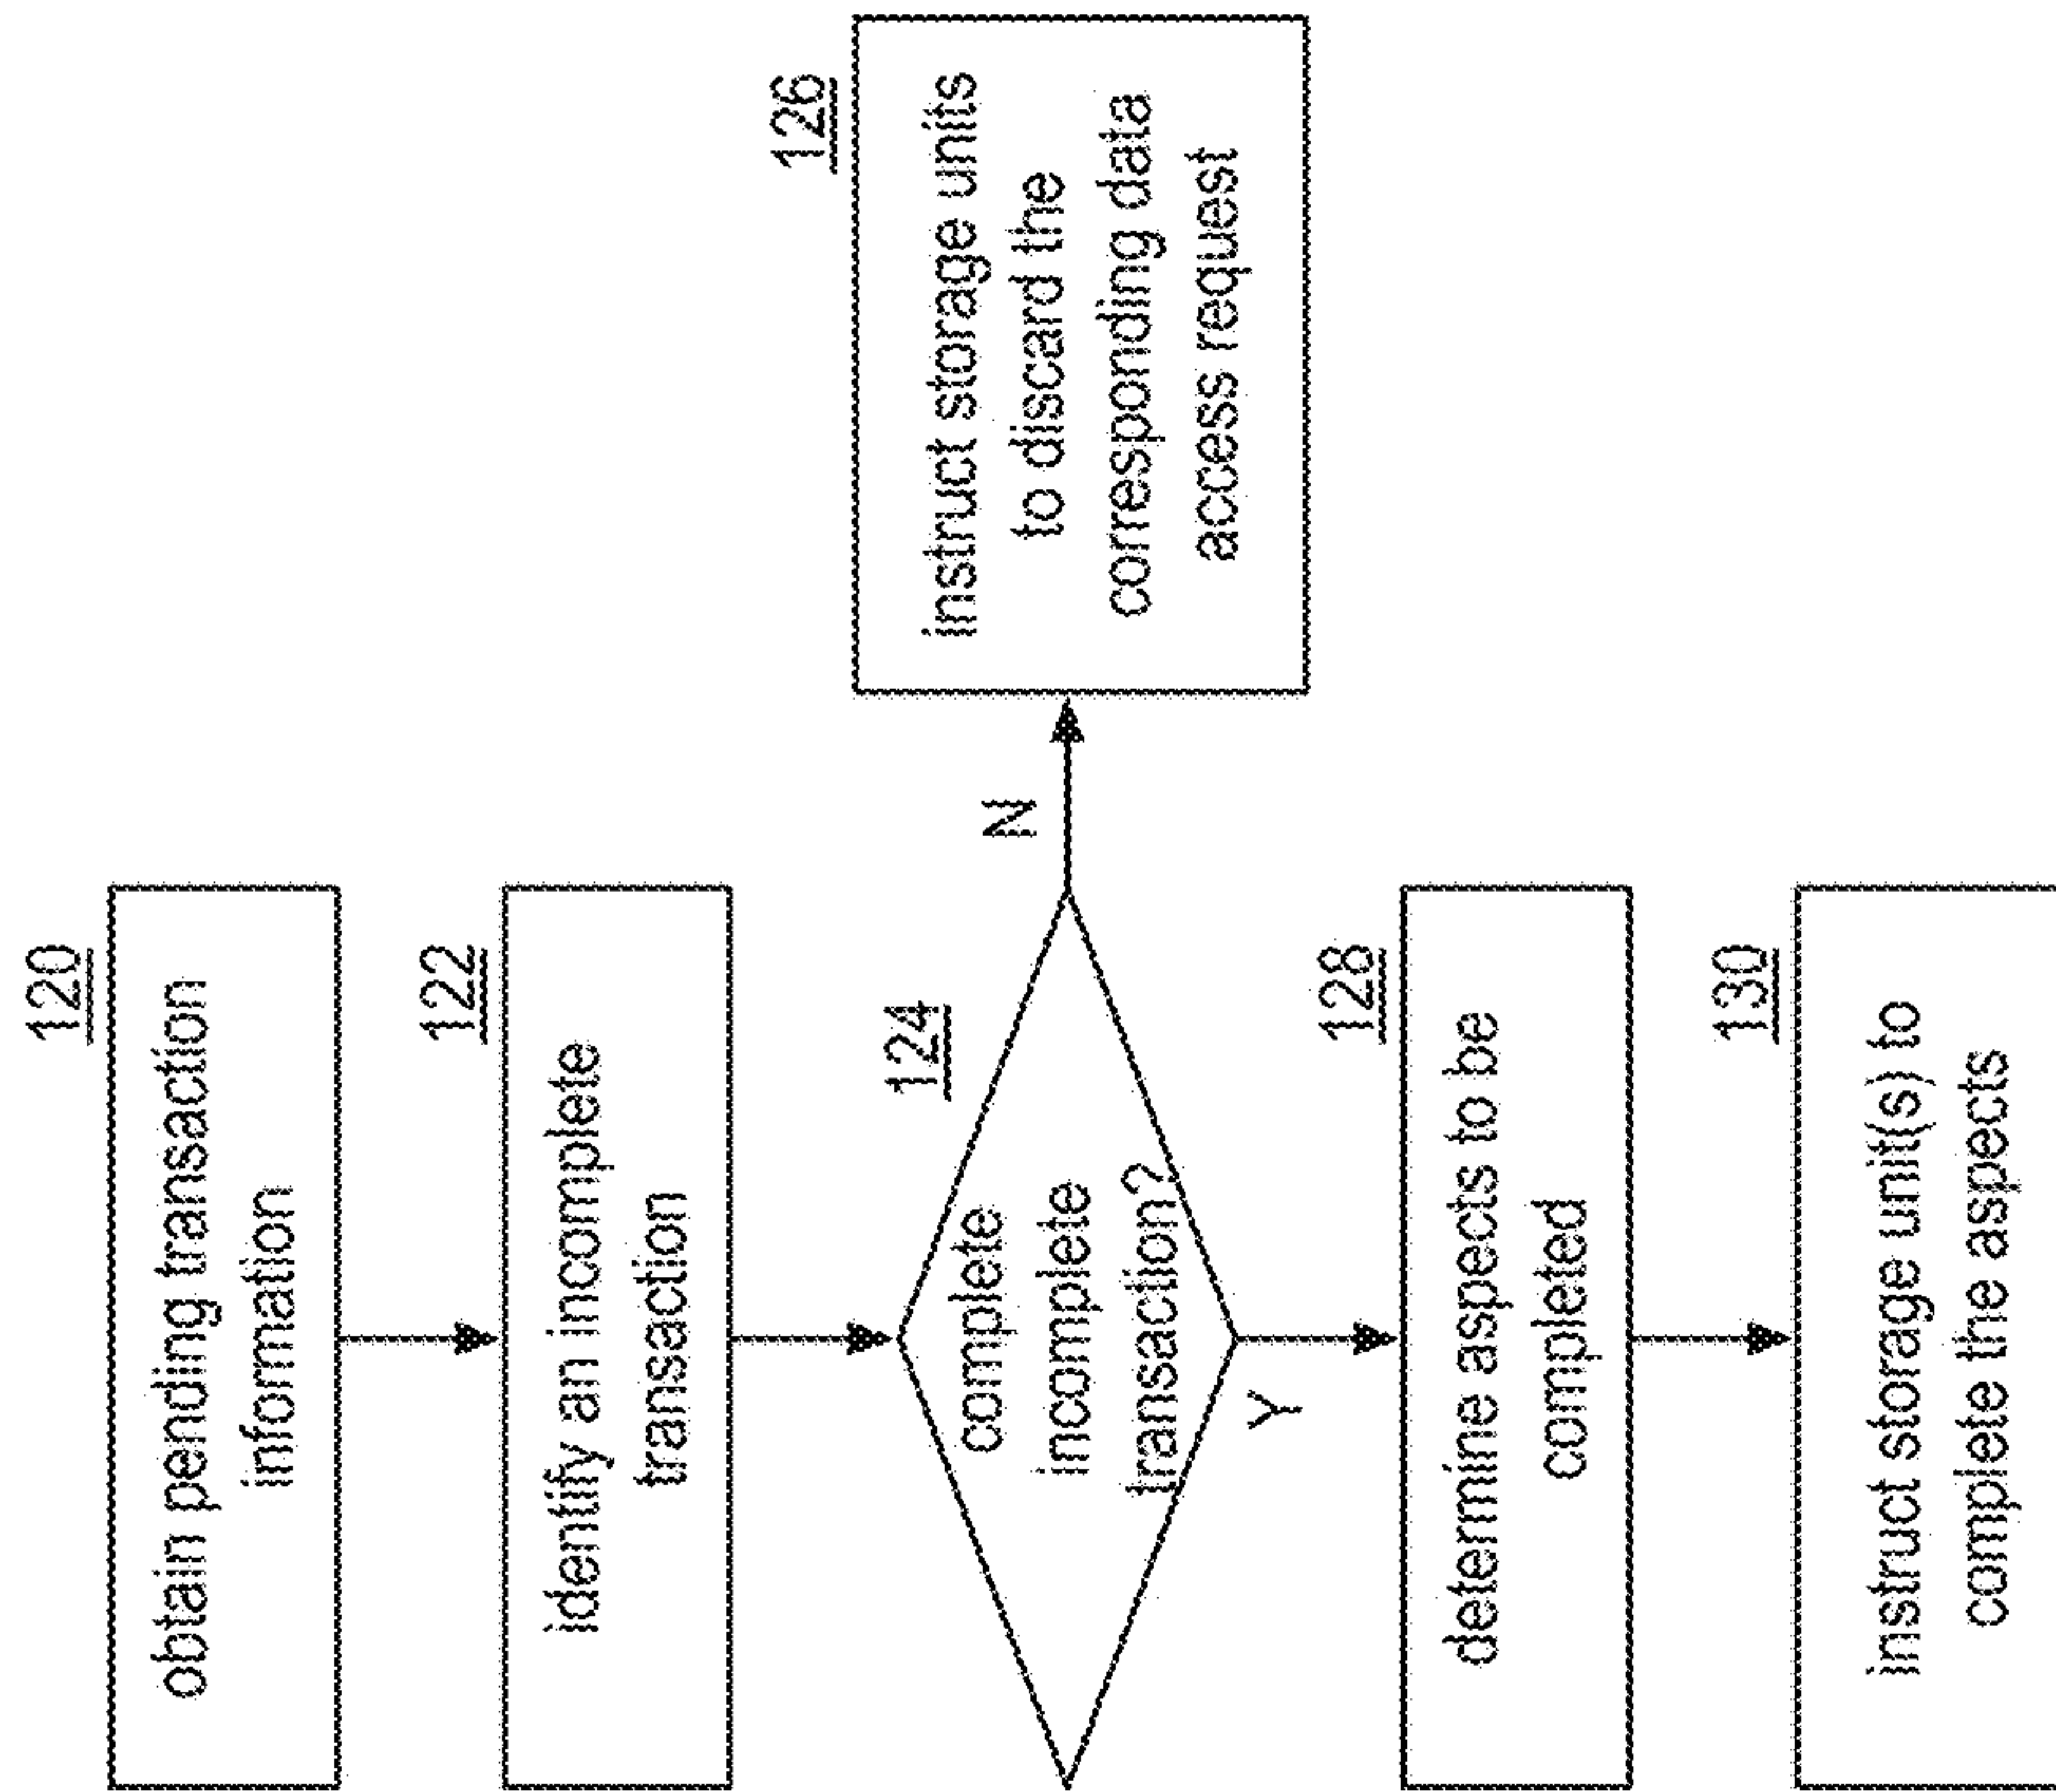 120
obtain pending transaction
information
122
identify an incomplete
transaction
124
complete
incomplete
transaction?
N
126
instruct storage units
to discard the
corresponding data
access request
Y
128
determine aspects to be
completed
130
instruct storage unit(s) to
complete the aspects